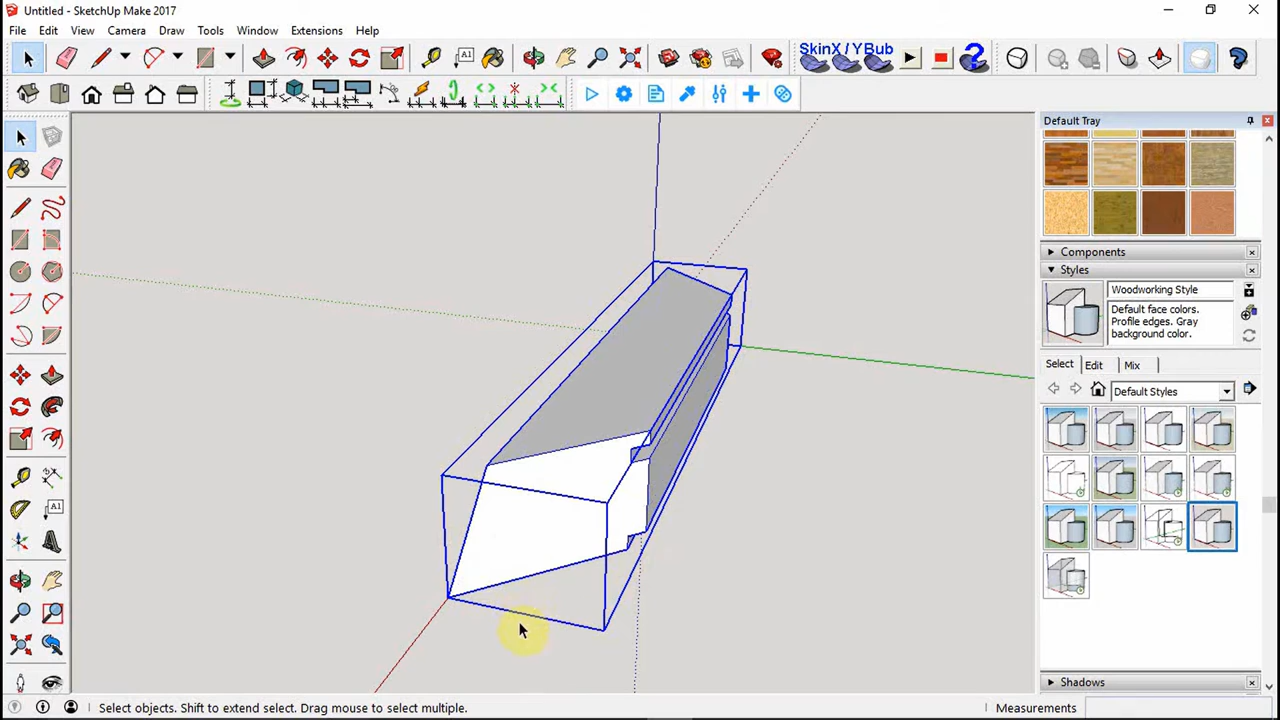 Untitled - SketchUp Make 2017
File Edit View Camera Draw Tools Window Extensions Help
A1
SkinX / YBub
?
Default Tray
A1
Components
Styles
Woodworking Style
Default face colors.
Profile edges. Gray
background color.
Select Edit Mix
Default Styles
Shadows
Select objects. Shift to extend select. Drag mouse to select multiple.
Measurements